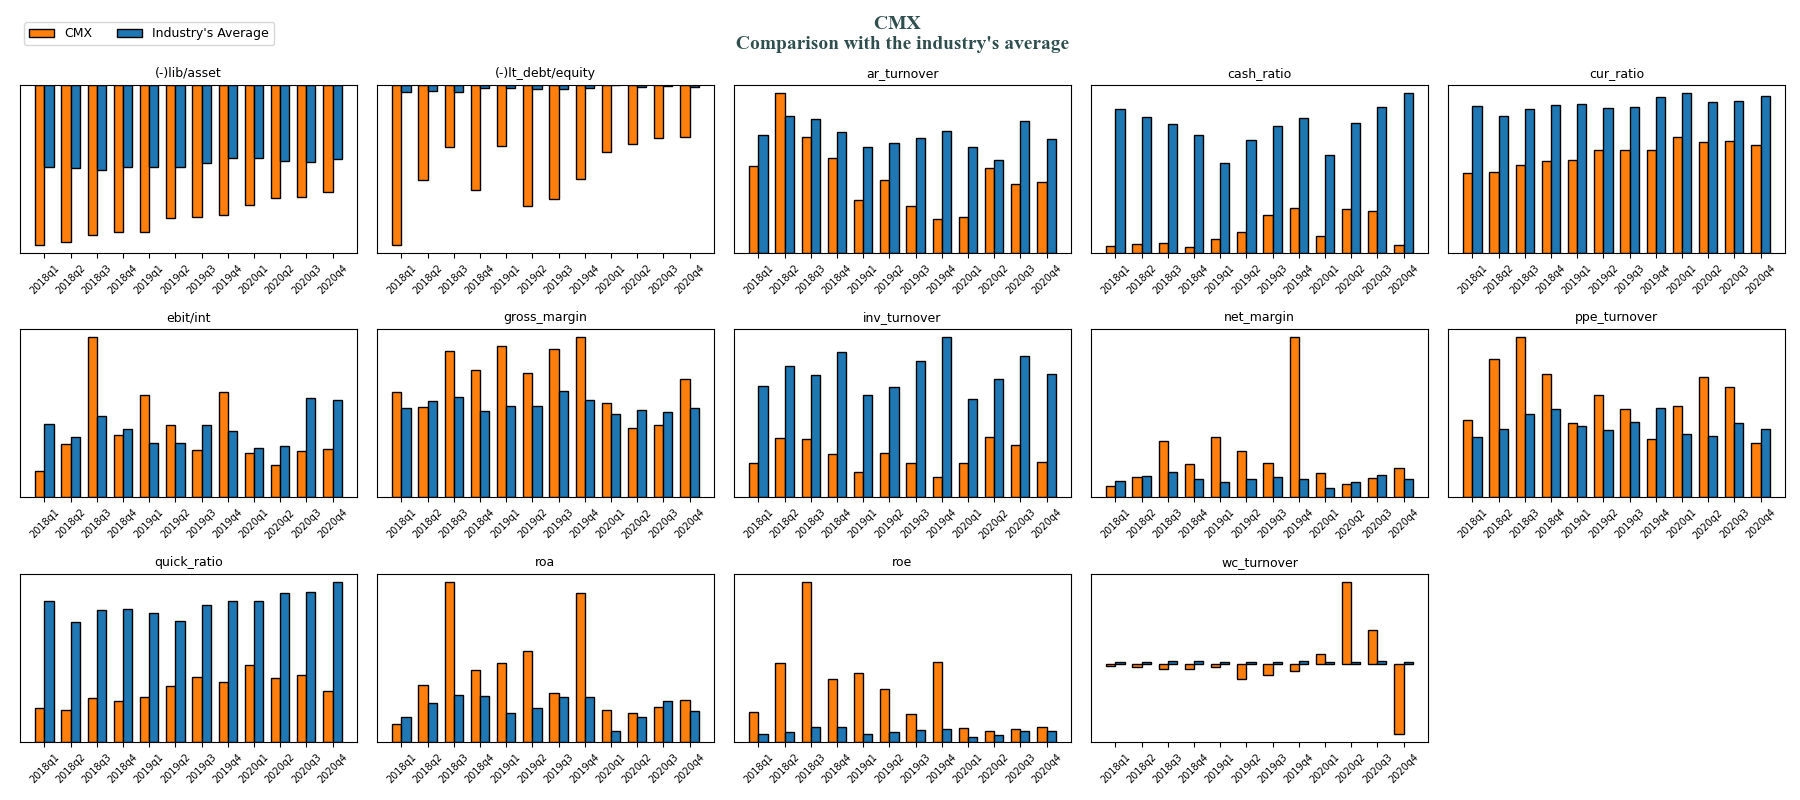 CMX
Comparison with the industry's average
CMX Industry's Average
(-)lib/asset
2018q1 2018q2 2018q3 2018q4 2019q1 2019q2 2019q3 2019q4 2020q1 2020q2 2020q3 2020q4
(-)lt_debt/equity
2018q1 2018q2 2018q3 2018q4 2019q1 2019q2 2019q3 2019q4 2020q1 2020q2 2020q3 2020q4
ar_turnover
2018q1 2018q2 2018q3 2018q4 2019q1 2019q2 2019q3 2019q4 2020q1 2020q2 2020q3 2020q4
cash_ratio
2018q1 2018q2 2018q3 2018q4 2019q1 2019q2 2019q3 2019q4 2020q1 2020q2 2020q3 2020q4
cur_ratio
2018q1 2018q2 2018q3 2018q4 2019q1 2019q2 2019q3 2019q4 2020q1 2020q2 2020q3 2020q4
ebit/int
2018q1 2018q2 2018q3 2018q4 2019q1 2019q2 2019q3 2019q4 2020q1 2020q2 2020q3 2020q4
gross_margin
2018q1 2018q2 2018q3 2018q4 2019q1 2019q2 2019q3 2019q4 2020q1 2020q2 2020q3 2020q4
inv_turnover
2018q1 2018q2 2018q3 2018q4 2019q1 2019q2 2019q3 2019q4 2020q1 2020q2 2020q3 2020q4
net_margin
2018q1 2018q2 2018q3 2018q4 2019q1 2019q2 2019q3 2019q4 2020q1 2020q2 2020q3 2020q4
ppe_turnover
2018q1 2018q2 2018q3 2018q4 2019q1 2019q2 2019q3 2019q4 2020q1 2020q2 2020q3 2020q4
quick_ratio
2018q1 2018q2 2018q3 2018q4 2019q1 2019q2 2019q3 2019q4 2020q1 2020q2 2020q3 2020q4
roa
2018q1 2018q2 2018q3 2018q4 2019q1 2019q2 2019q3 2019q4 2020q1 2020q2 2020q3 2020q4
roe
2018q1 2018q2 2018q3 2018q4 2019q1 2019q2 2019q3 2019q4 2020q1 2020q2 2020q3 2020q4
wc_turnover
2018q1 2018q2 2018q3 2018q4 2019q1 2019q2 2019q3 2019q4 2020q1 2020q2 2020q3 2020q4